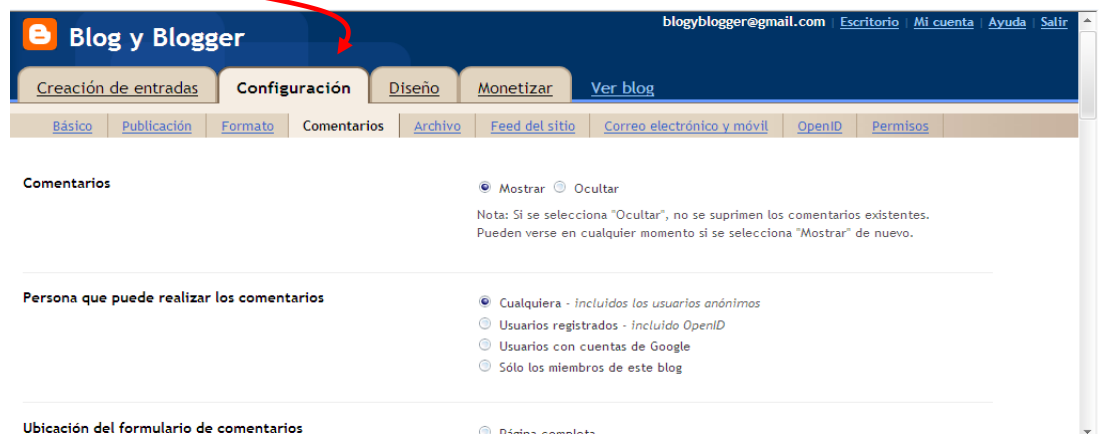 Blog y Blogger
blogyblogger@gmail.com | Escritorio | Mi cuenta | Ayuda | Salir
Creación de entradas Configuración Diseño Monetizar Ver blog
Básico Publicación Formato Comentarios Archivo Feed del sitio Correo electrónico y móvil OpenID Permisos
Comentarios
Mostrar Ocultar
Nota: Si se selecciona "Ocultar", no se suprimen los comentarios existentes.
Pueden verse en cualquier momento si se selecciona "Mostrar" de nuevo.
Persona que puede realizar los comentarios
Cualquiera - incluidos los usuarios anónimos
Usuarios registrados - incluido OpenID
Usuarios con cuentas de Google
Sólo los miembros de este blog
Ubicación del formulario de comentarios
Página completa